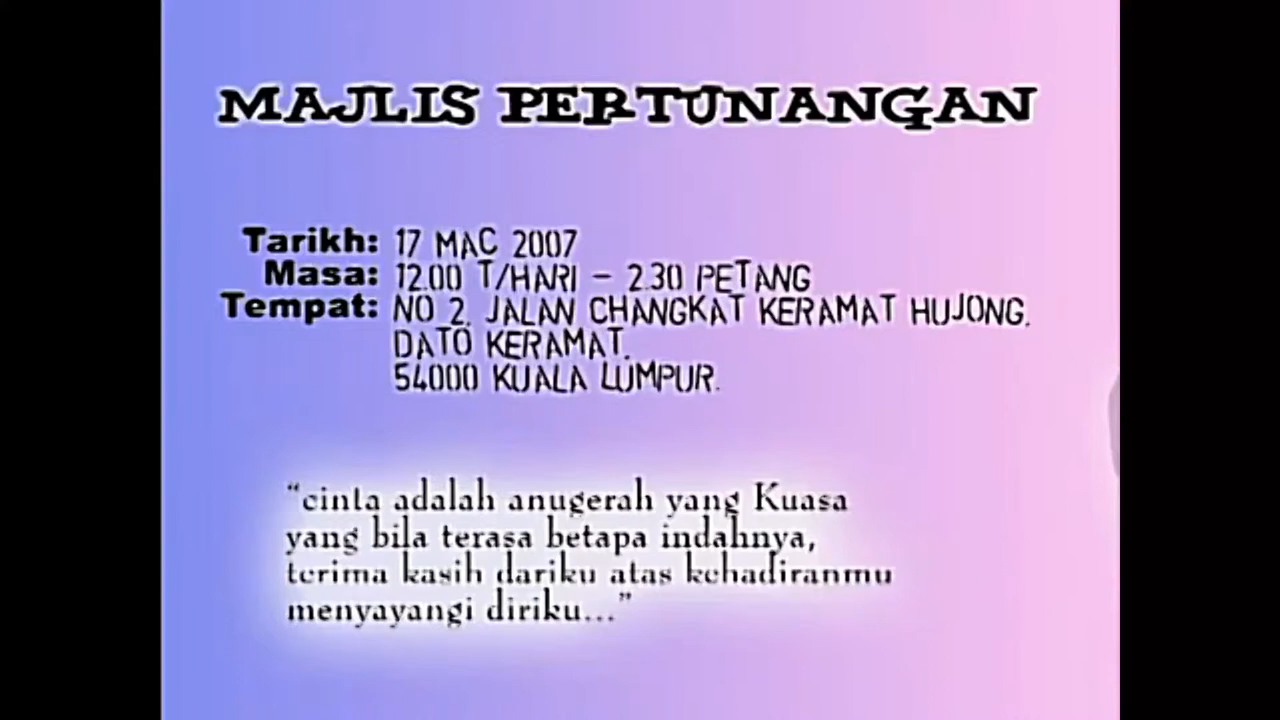 MAJLIS PERTUNANGAN
Tarikh: 17 MAC 2007
Masa: 12.00 T/HARI - 2.30 PETANG
Tempat: NO 2, JALAN CHANGKAT KERAMAT HUJONG,
DATO KERAMAT,
54000 KUALA LUMPUR.
“cinta adalah anugerah yang Kuasa
yang bila terasa betapa indahnya,
terima kasih dariku atas kehadiranmu
menyayangi diriku...”